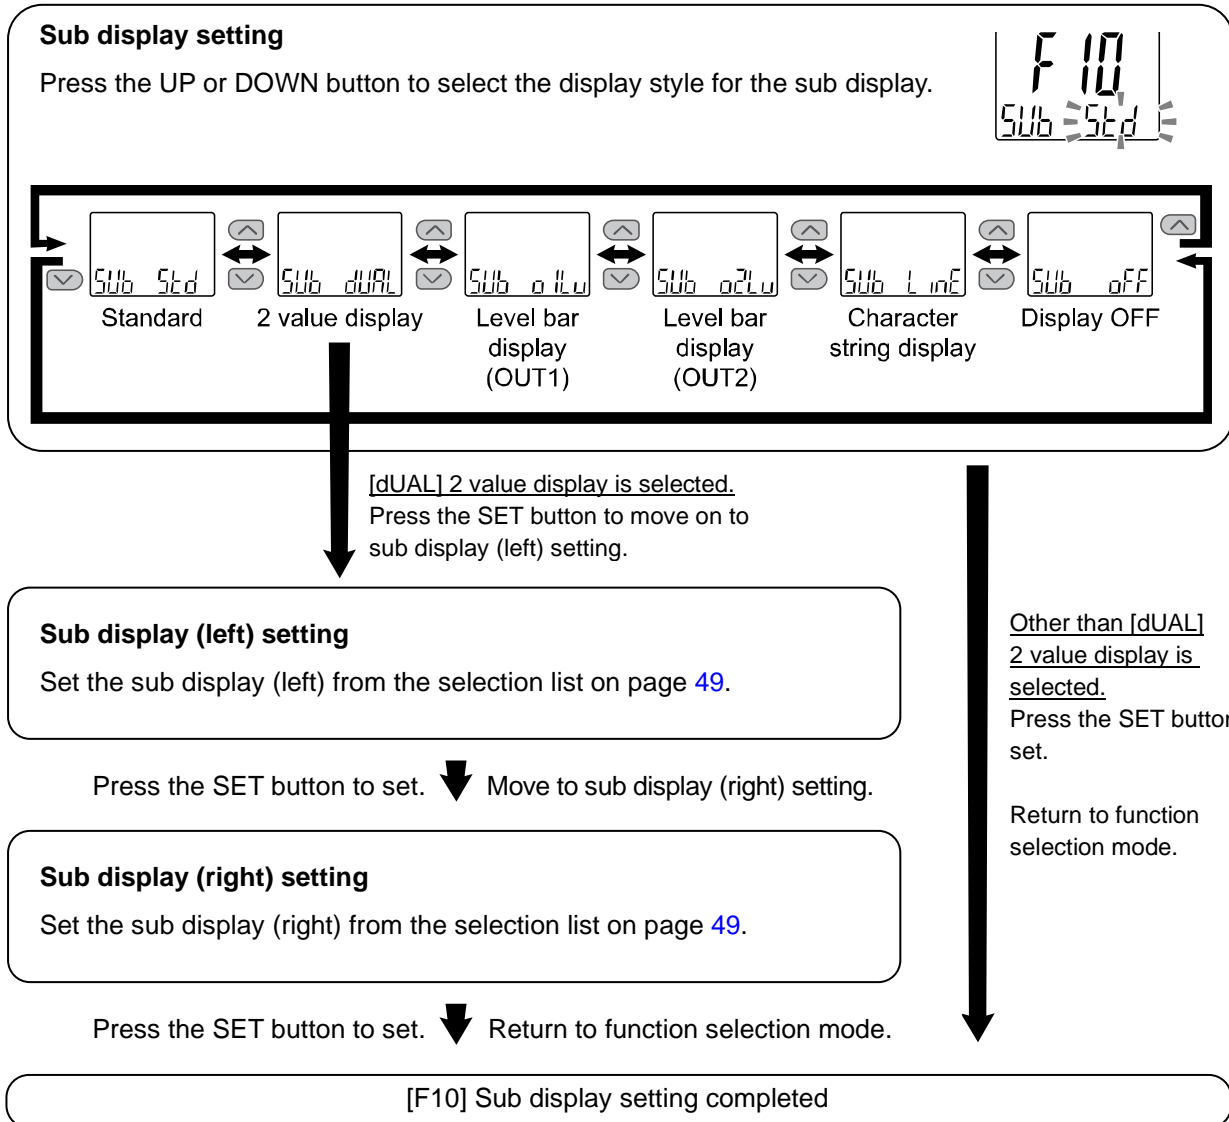 Sub display setting
Press the UP or DOWN button to select the display style for the sub display.
F 10
SUb Std
SUb Std
SUb dUAL
SUb o1Lv
SUb o2Lv
SUb LinE
SUb oFF
Standard
2 value display
Level bar
display
(OUT1)
Level bar
display
(OUT2)
Character
string display
Display OFF
[dUAL] 2 value display is selected.
Press the SET button to move on to
sub display (left) setting.
Sub display (left) setting
Set the sub display (left) from the selection list on page 49.
Press the SET button to set. Move to sub display (right) setting.
Sub display (right) setting
Set the sub display (right) from the selection list on page 49.
Press the SET button to set. Return to function selection mode.
Other than [dUAL]
2 value display is
selected.
Press the SET button
set.
Return to function
selection mode.
[F10] Sub display setting completed